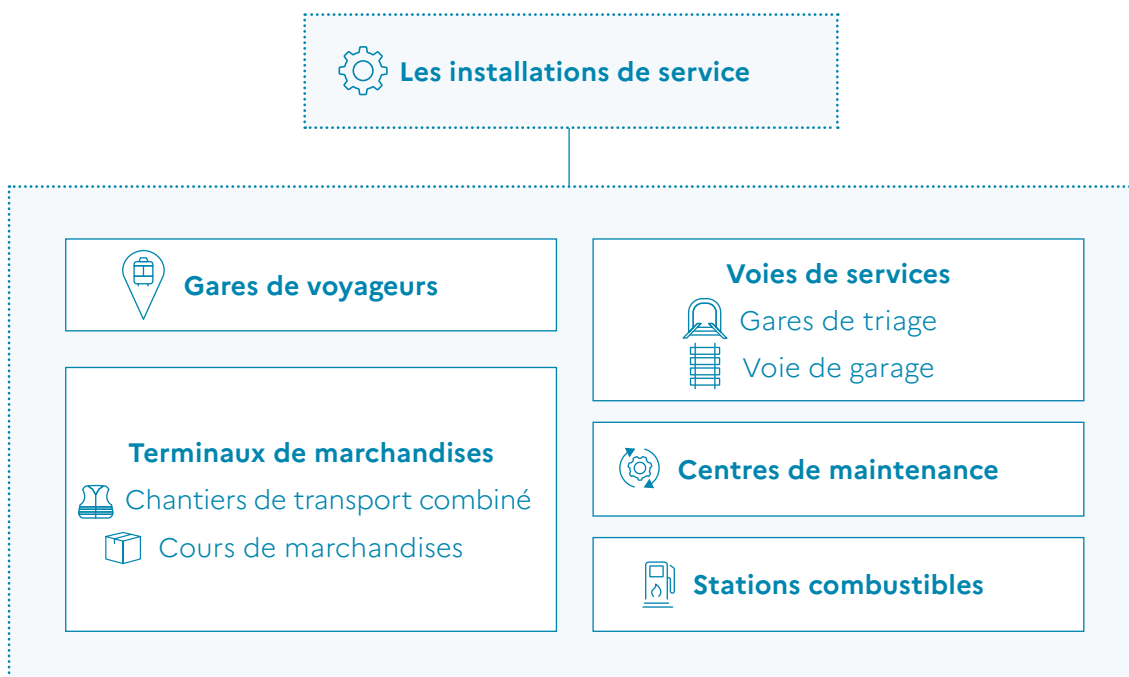 Les installations de service
Gares de voyageurs
Terminaux de marchandises
Chantiers de transport combiné
Cours de marchandises
Voies de services
Gares de triage
Voie de garage
Centres de maintenance
Stations combustibles